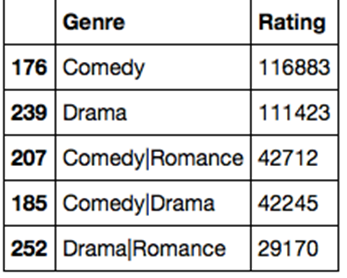 Genre Rating
176 Comedy 116883
239 Drama 111423
207 Comedy|Romance 42712
185 Comedy|Drama 42245
252 Drama|Romance 29170